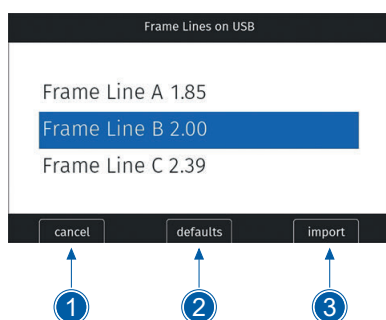 Frame Lines on USB
Frame Line A 1.85
Frame Line B 2.00
Frame Line C 2.39
cancel defaults import
1 2 3